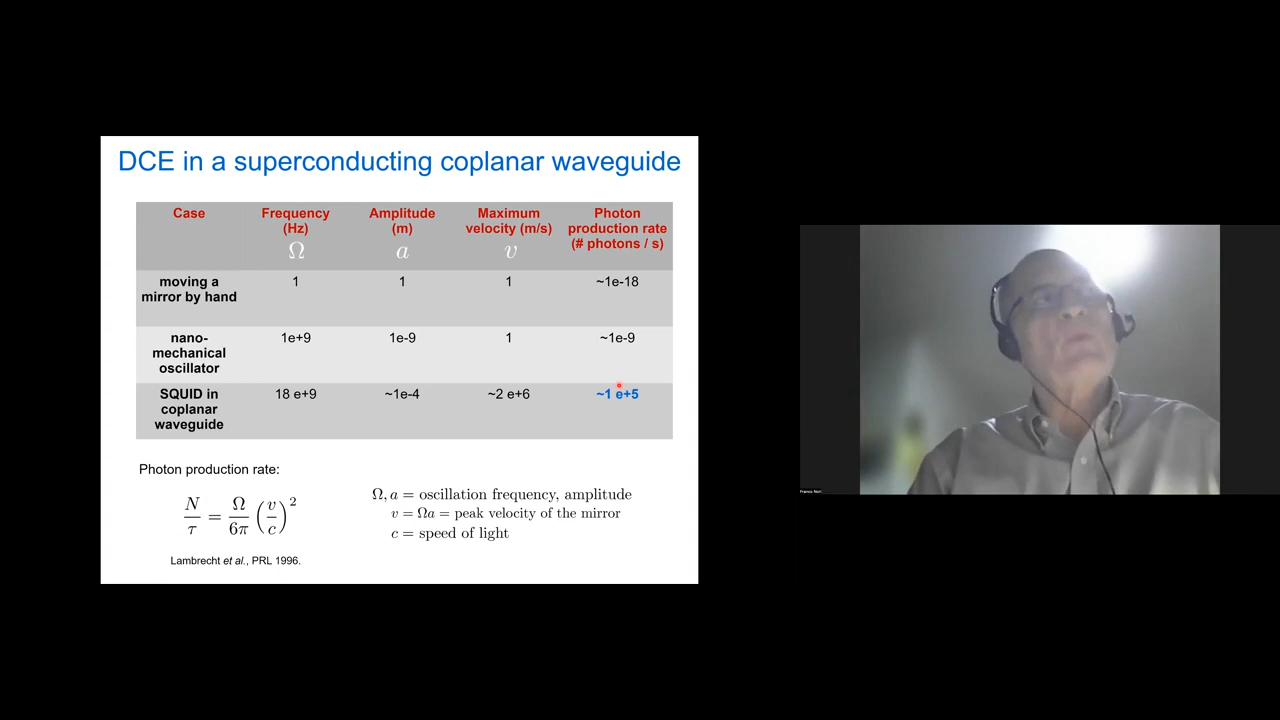 DCE in a superconducting coplanar waveguide
Case
Frequency
(Hz)
Ω
Amplitude
(m)
a
Maximum
velocity (m/s)
v
Photon
production rate
(# photons / s)
moving a
mirror by hand
1
1
1
~1e-18
nano-
mechanical
oscillator
1e+9
1e-9
1
~1e-9
SQUID in
coplanar
waveguide
18 e+9
~1e-4
~2 e+6
~1 e+5
Photon production rate:
N/τ = Ω/6π (v/c)²
Ω, a = oscillation frequency, amplitude
v = Ωa = peak velocity of the mirror
c = speed of light
Lambrecht et al., PRL 1996.
Franco Nori